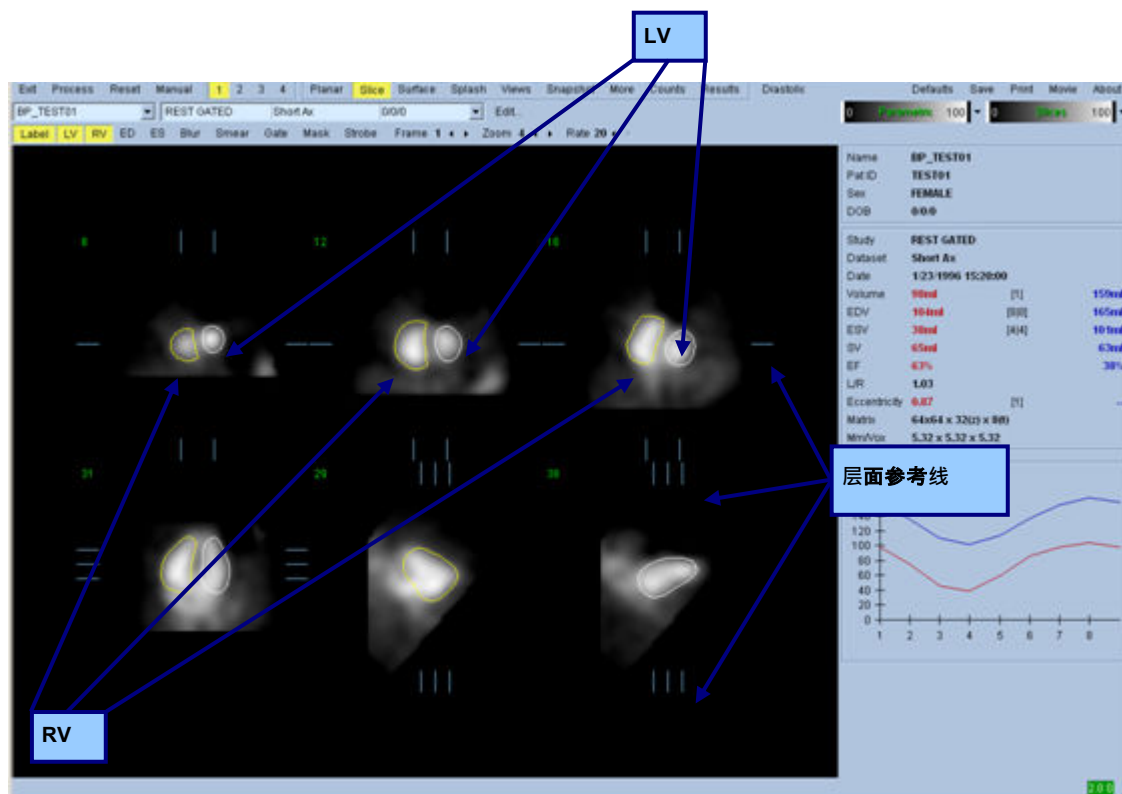 LV
Exit Process Reset Manual 1 2 3 4 Planar Slice Surface Splash Views Snapshot More Counts Results Diastolic Defaults Save Print Movie About
BP_TEST01 REST GATED Short Ax 0/0/0 Edit...
0 Parametric 100 0 Slices 100
Label LV RV ED ES Blur Smear Gate Mask Strobe Frame 1 Zoom 4 Rate 20
Name BP_TEST01
Pat ID TEST01
Sex FEMALE
DOB 0/0/0
12
Study REST GATED
Dataset Short Ax
Date 1/23/1996 15:20:00
Volume 98ml [1] 159ml
EDV 104ml 165ml
ESV 38ml [4|4] 101ml
SV 65ml 63ml
EF 63% 38%
L/R 1.03
Eccentricity 0.87 [1]
Matrix 64x64 x 32(z) x 8(t)
Mm/Vox 5.32 x 5.32 x 5.32
31 29 38
层面参考线
140
120
100
80
60
40
20
0
1 2 3 4 5 6 7 8
RV
200